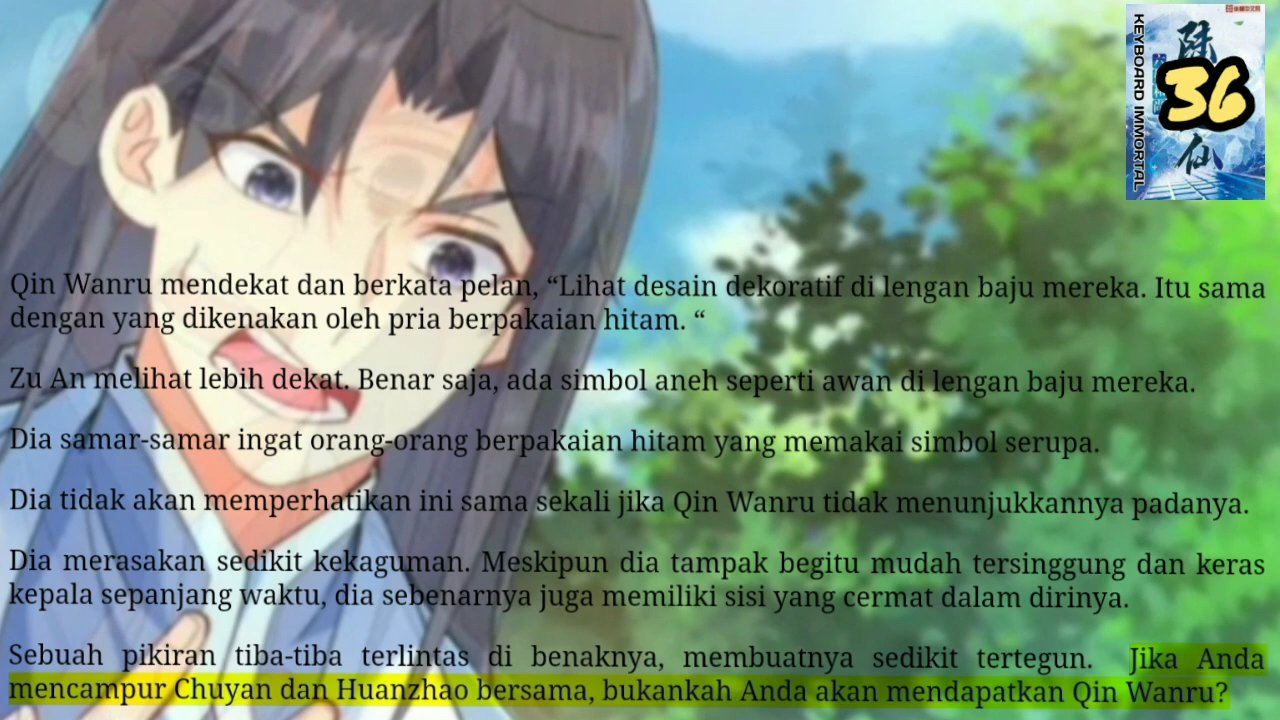 陆
KEYBOARD IMMORTAL
36
仙
Qin Wanru mendekat dan berkata pelan, “Lihat desain dekoratif di lengan baju mereka. Itu sama
dengan yang dikenakan oleh pria berpakaian hitam. “
Zu An melihat lebih dekat. Benar saja, ada simbol aneh seperti awan di lengan baju mereka.
Dia samar-samar ingat orang-orang berpakaian hitam yang memakai simbol serupa.
Dia tidak akan memperhatikan ini sama sekali jika Qin Wanru tidak menunjukkannya padanya.
Dia merasakan sedikit kekaguman. Meskipun dia tampak begitu mudah tersinggung dan keras
kepala sepanjang waktu, dia sebenarnya juga memiliki sisi yang cermat dalam dirinya.
Sebuah pikiran tiba-tiba terlintas di benaknya, membuatnya sedikit tertegun. Jika Anda
mencampur Chuyan dan Huanzhao bersama, bukankah Anda akan mendapatkan Qin Wanru?